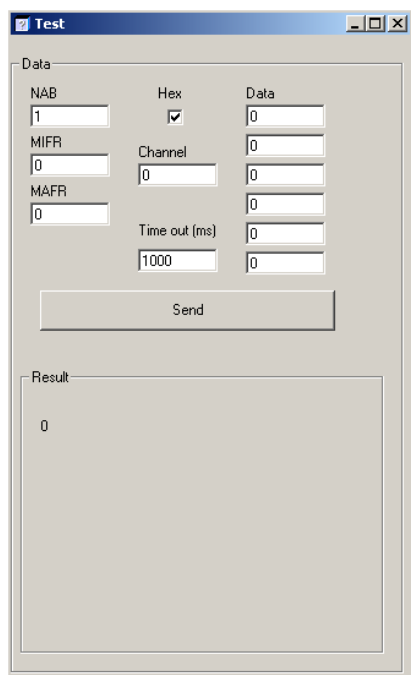 Test
Data
NAB Hex Data
1 0
MIFR Channel 0
0 0 0
MAFR 0
0 Time out (ms) 0
1000 0
Send
Result
0